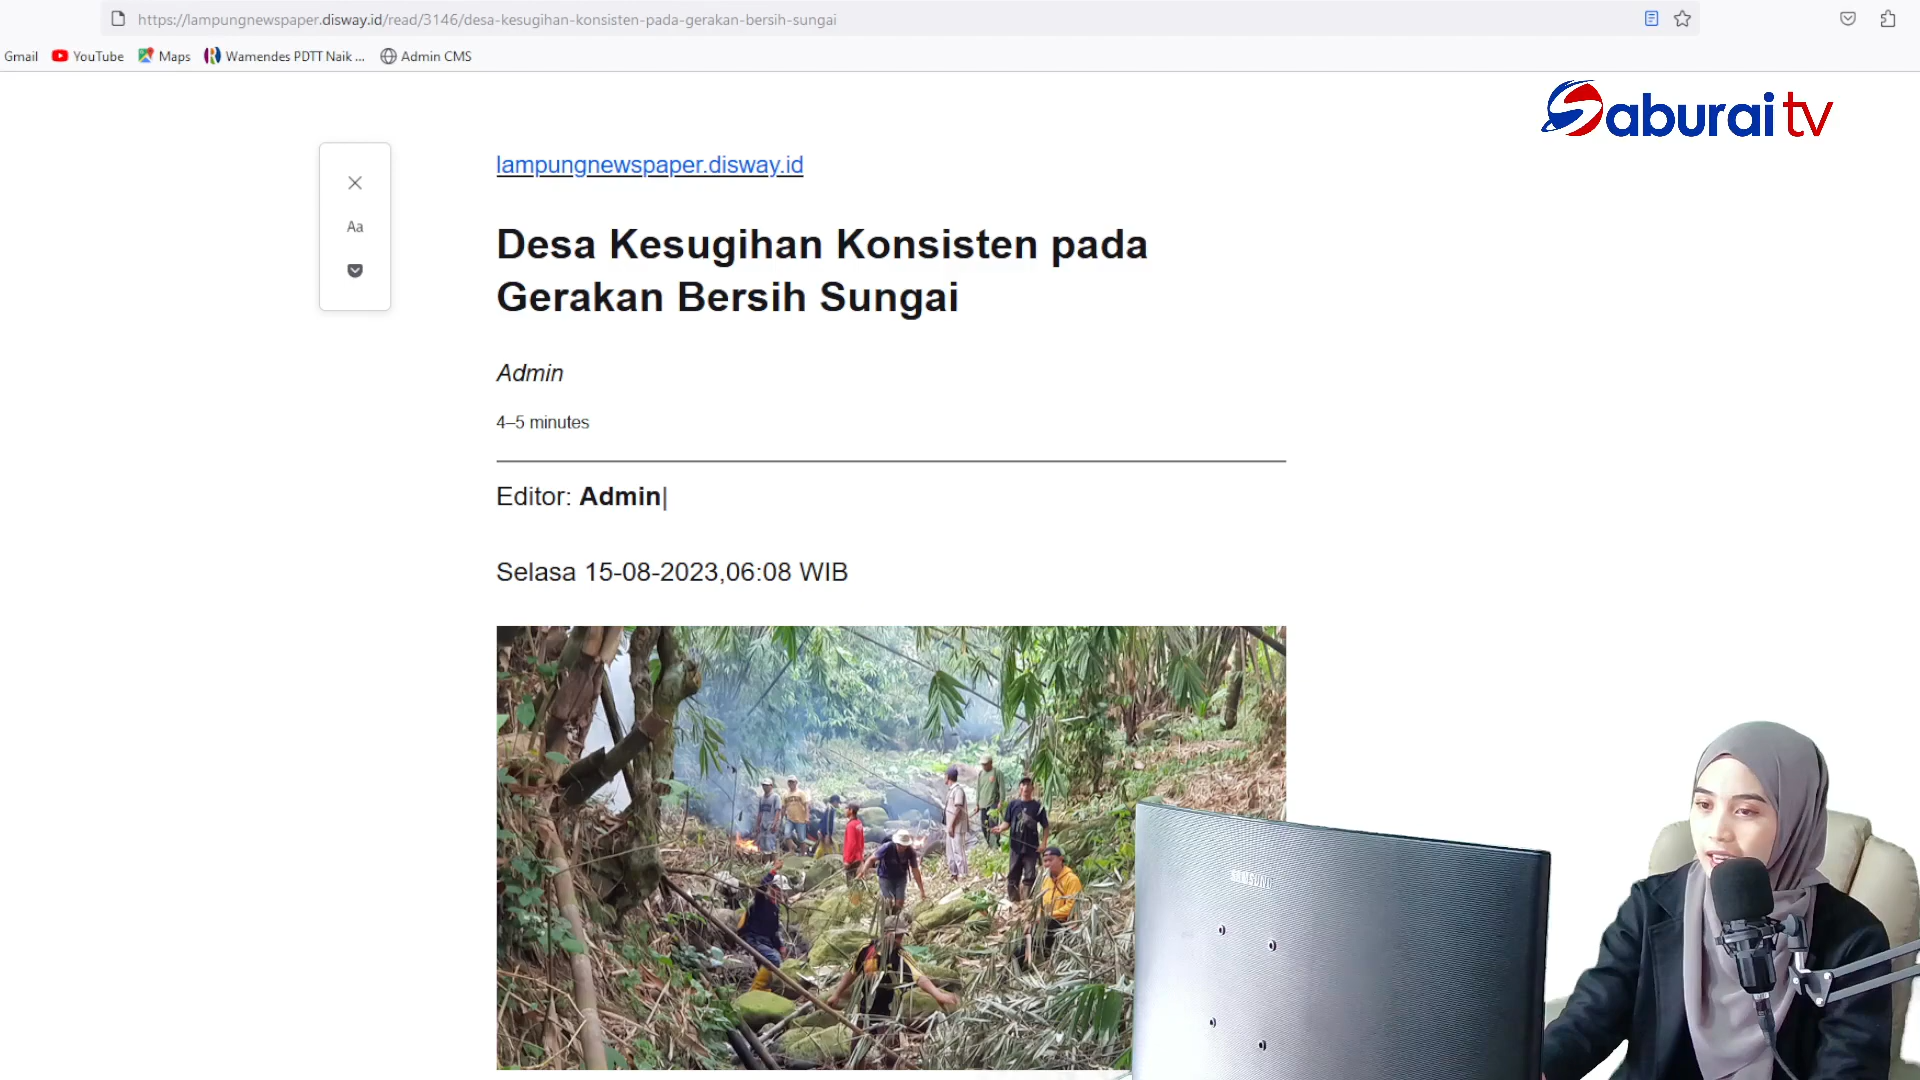 https://lampungnewspaper.disway.id/read/3146/desa-kesugihan-konsisten-pada-gerakan-bersih-sungai
Gmail YouTube Maps Wamendes PDTT Naik ... Admin CMS
Saburai tv
lampungnewspaper.disway.id
Aa
Desa Kesugihan Konsisten pada
Gerakan Bersih Sungai
Admin
4–5 minutes
Editor: Admin|
Selasa 15-08-2023,06:08 WIB
SAMSUNG